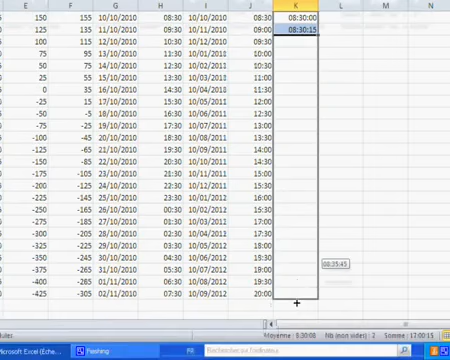 E F G H I J K L M N
150 155 10/10/2010 08:30 10/10/2010 08:30 08:30:00
125 135 11/10/2010 09:30 10/11/2010 09:00 08:30:15
100 115 12/10/2010 10:30 10/12/2010 09:30
75 95 13/10/2010 11:30 10/01/2011 10:00
50 75 14/10/2010 12:30 10/02/2011 10:30
25 55 15/10/2010 13:30 10/03/2011 11:00
0 35 16/10/2010 14:30 10/04/2011 11:30
-25 15 17/10/2010 15:30 10/05/2011 12:00
-50 -5 18/10/2010 16:30 10/06/2011 12:30
-75 -25 19/10/2010 17:30 10/07/2011 13:00
-100 -45 20/10/2010 18:30 10/08/2011 13:30
-125 -65 21/10/2010 19:30 10/09/2011 14:00
-150 -85 22/10/2010 20:30 10/10/2011 14:30
-175 -105 23/10/2010 21:30 10/11/2011 15:00
-200 -125 24/10/2010 22:30 10/12/2011 15:30
-225 -145 25/10/2010 23:30 10/01/2012 16:00
-250 -165 26/10/2010 00:30 10/02/2012 16:30
-275 -185 27/10/2010 01:30 10/03/2012 17:00
-300 -205 28/10/2010 02:30 10/04/2012 17:30
-325 -225 29/10/2010 03:30 10/05/2012 18:00
-350 -245 30/10/2010 04:30 10/06/2012 18:30
08:35:45
-375 -265 31/10/2010 05:30 10/07/2012 19:00
-400 -285 01/11/2010 06:30 10/08/2012 19:30
-425 -305 02/11/2010 07:30 10/09/2012 20:00
Moyenne : 8:30:08 Nb (non vides) : 2 Somme : 17:00:15
Microsoft Excel (Eche... FR